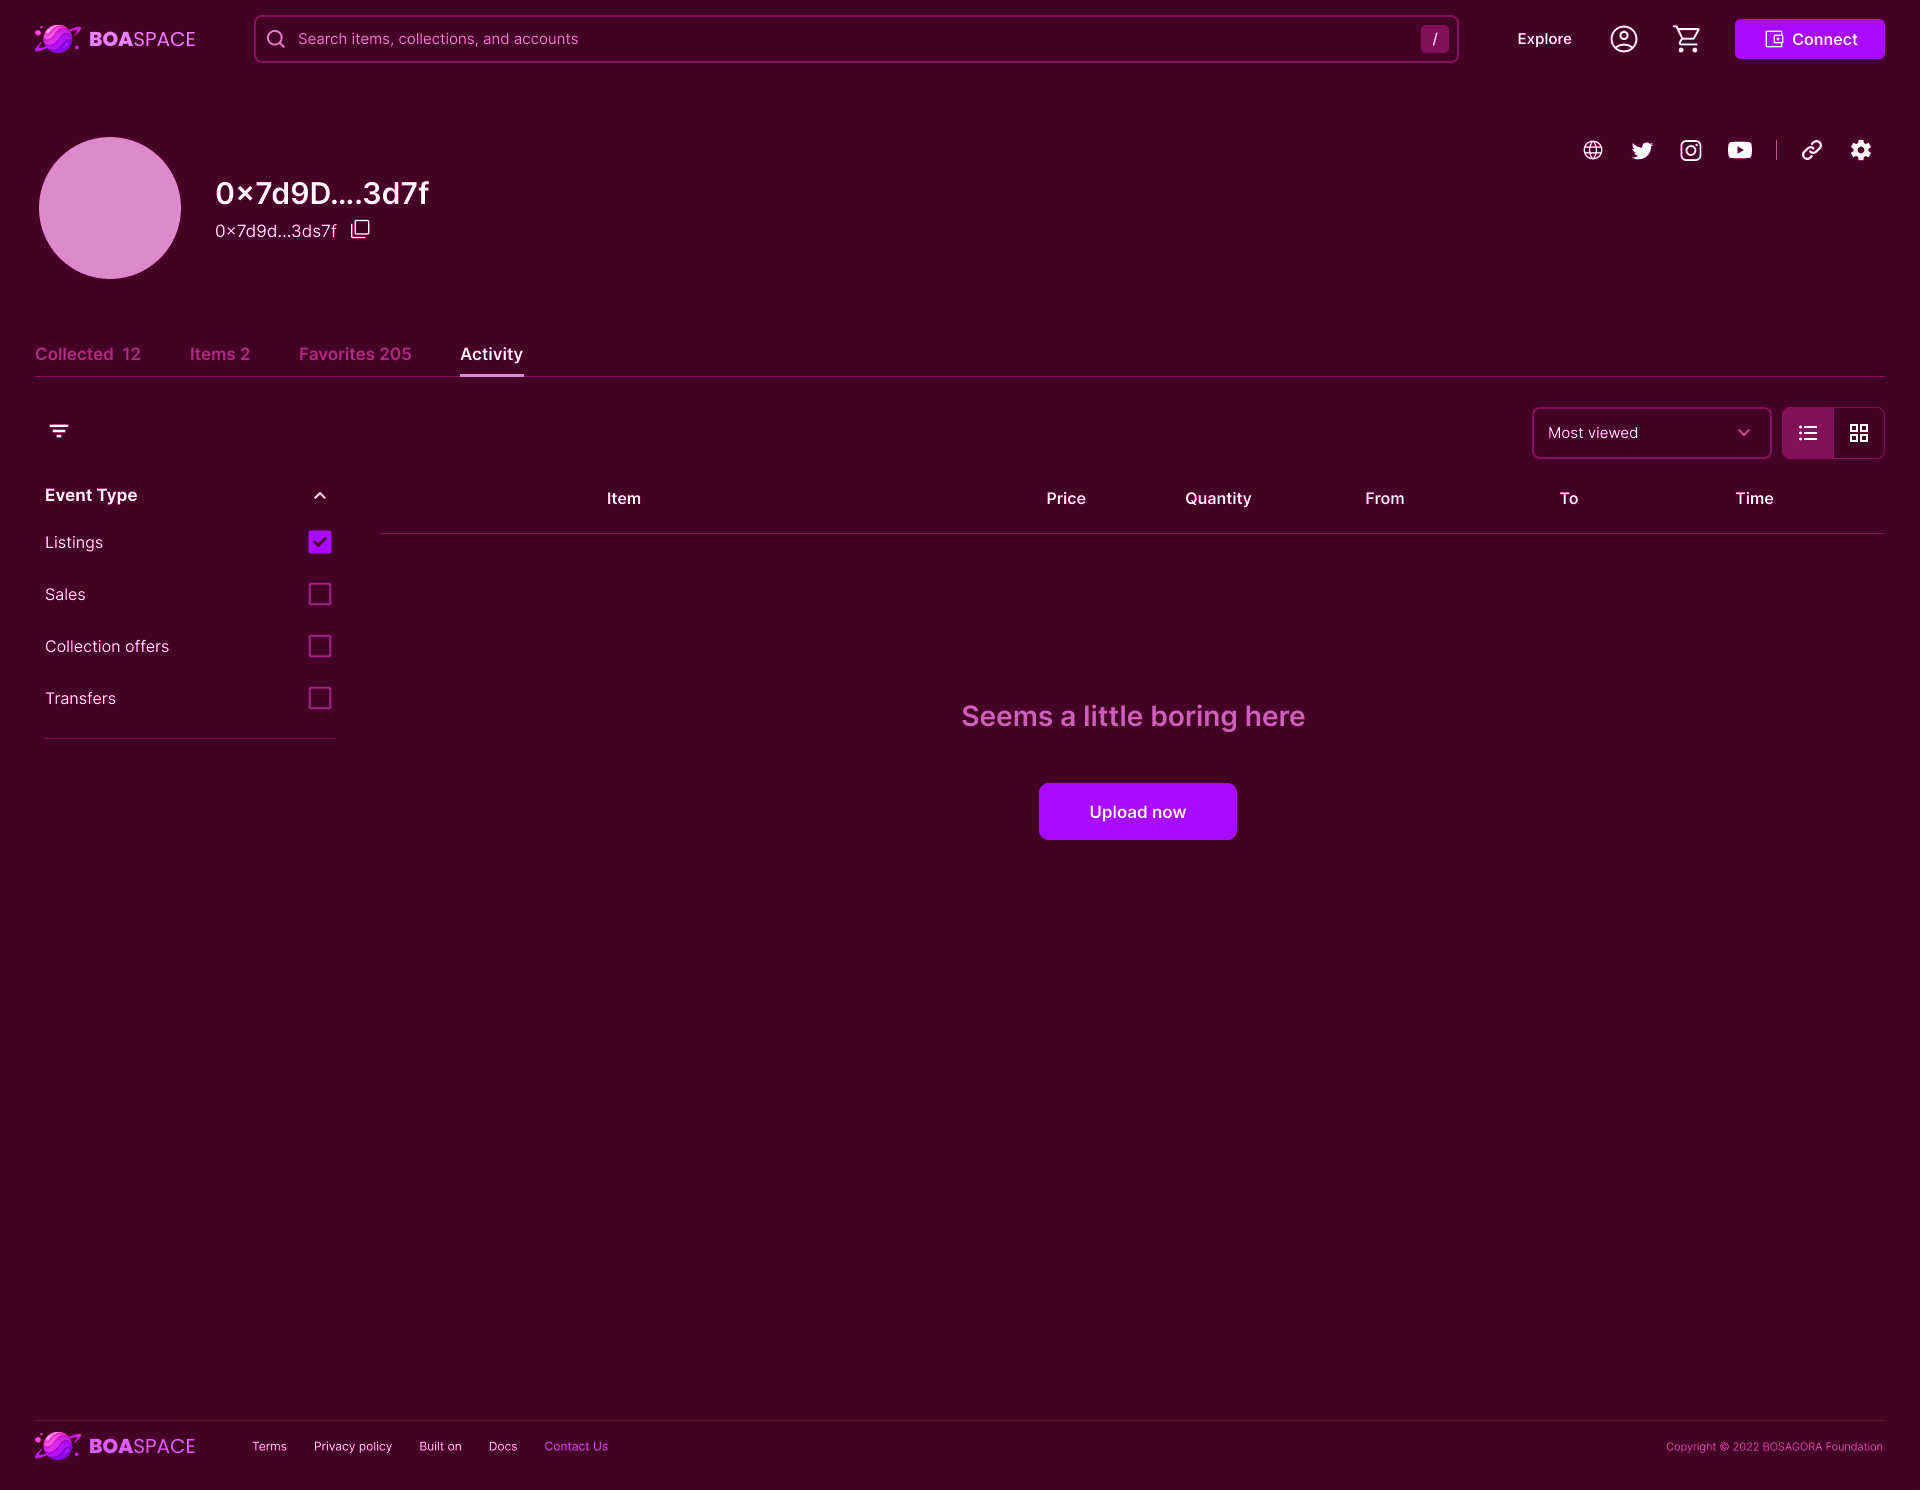 BOASPACE
Search items, collections, and accounts
/
Explore
Connect
0×7d9D....3d7f
0×7d9d...3ds7f
Collected 12
Items 2
Favorites 205
Activity
Most viewed
Event Type
Listings
Sales
Collection offers
Transfers
Item
Price
Quantity
From
To
Time
Seems a little boring here
Upload now
BOASPACE
Terms
Privacy policy
Built on
Docs
Contact Us
Copyright © 2022 BOSAGORA Foundation